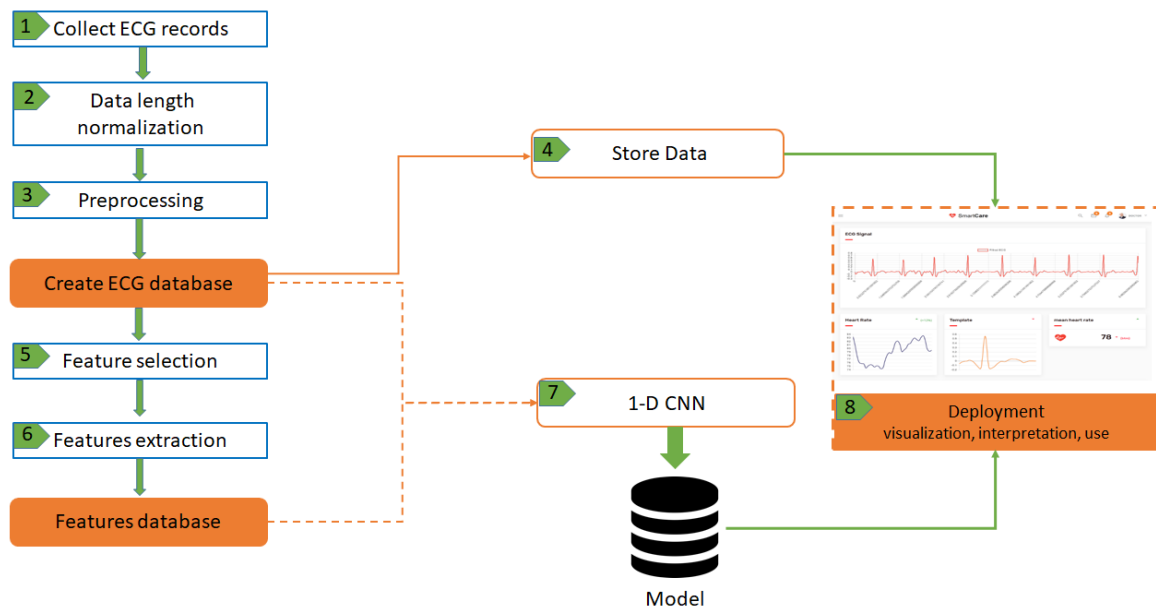 1
Collect ECG records
2
Data length
normalization
3
Preprocessing
Create ECG database
5
Feature selection
6
Features extraction
Features database
4
Store Data
7
1-D CNN
Model
SmartCare
ECG Signal
Heart Rate
Template
mean heart rate
78
8
Deployment
visualization, interpretation, use